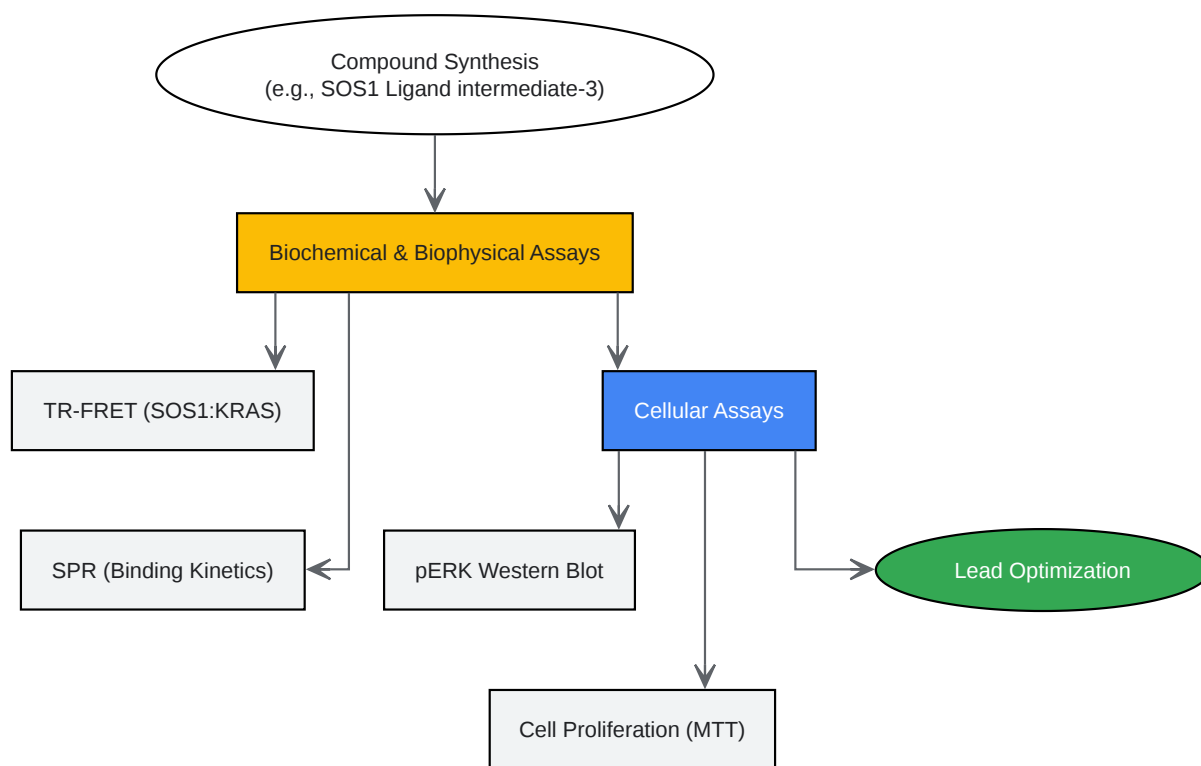 Compound Synthesis
(e.g., SOS1 Ligand intermediate-3)
Biochemical & Biophysical Assays
TR-FRET (SOS1:KRAS)
Cellular Assays
SPR (Binding Kinetics)
pERK Western Blot
Lead Optimization
Cell Proliferation (MTT)